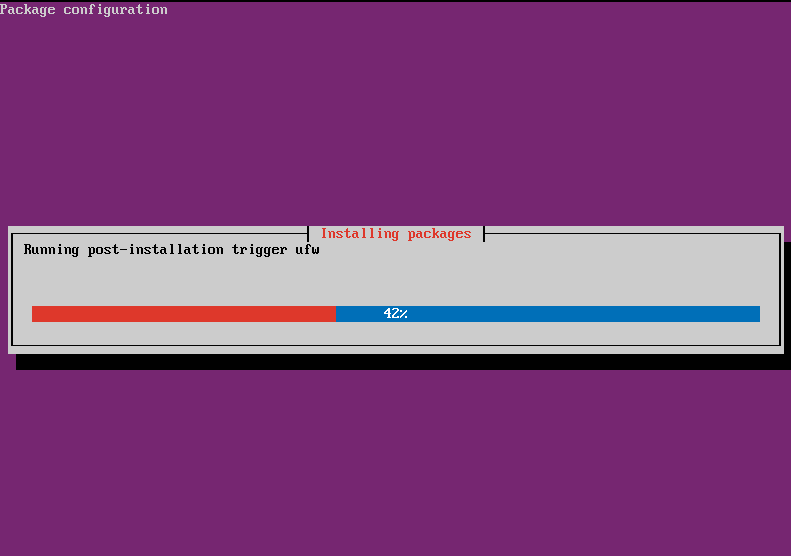 Package configuration
Installing packages
Running post-installation trigger ufw
42%